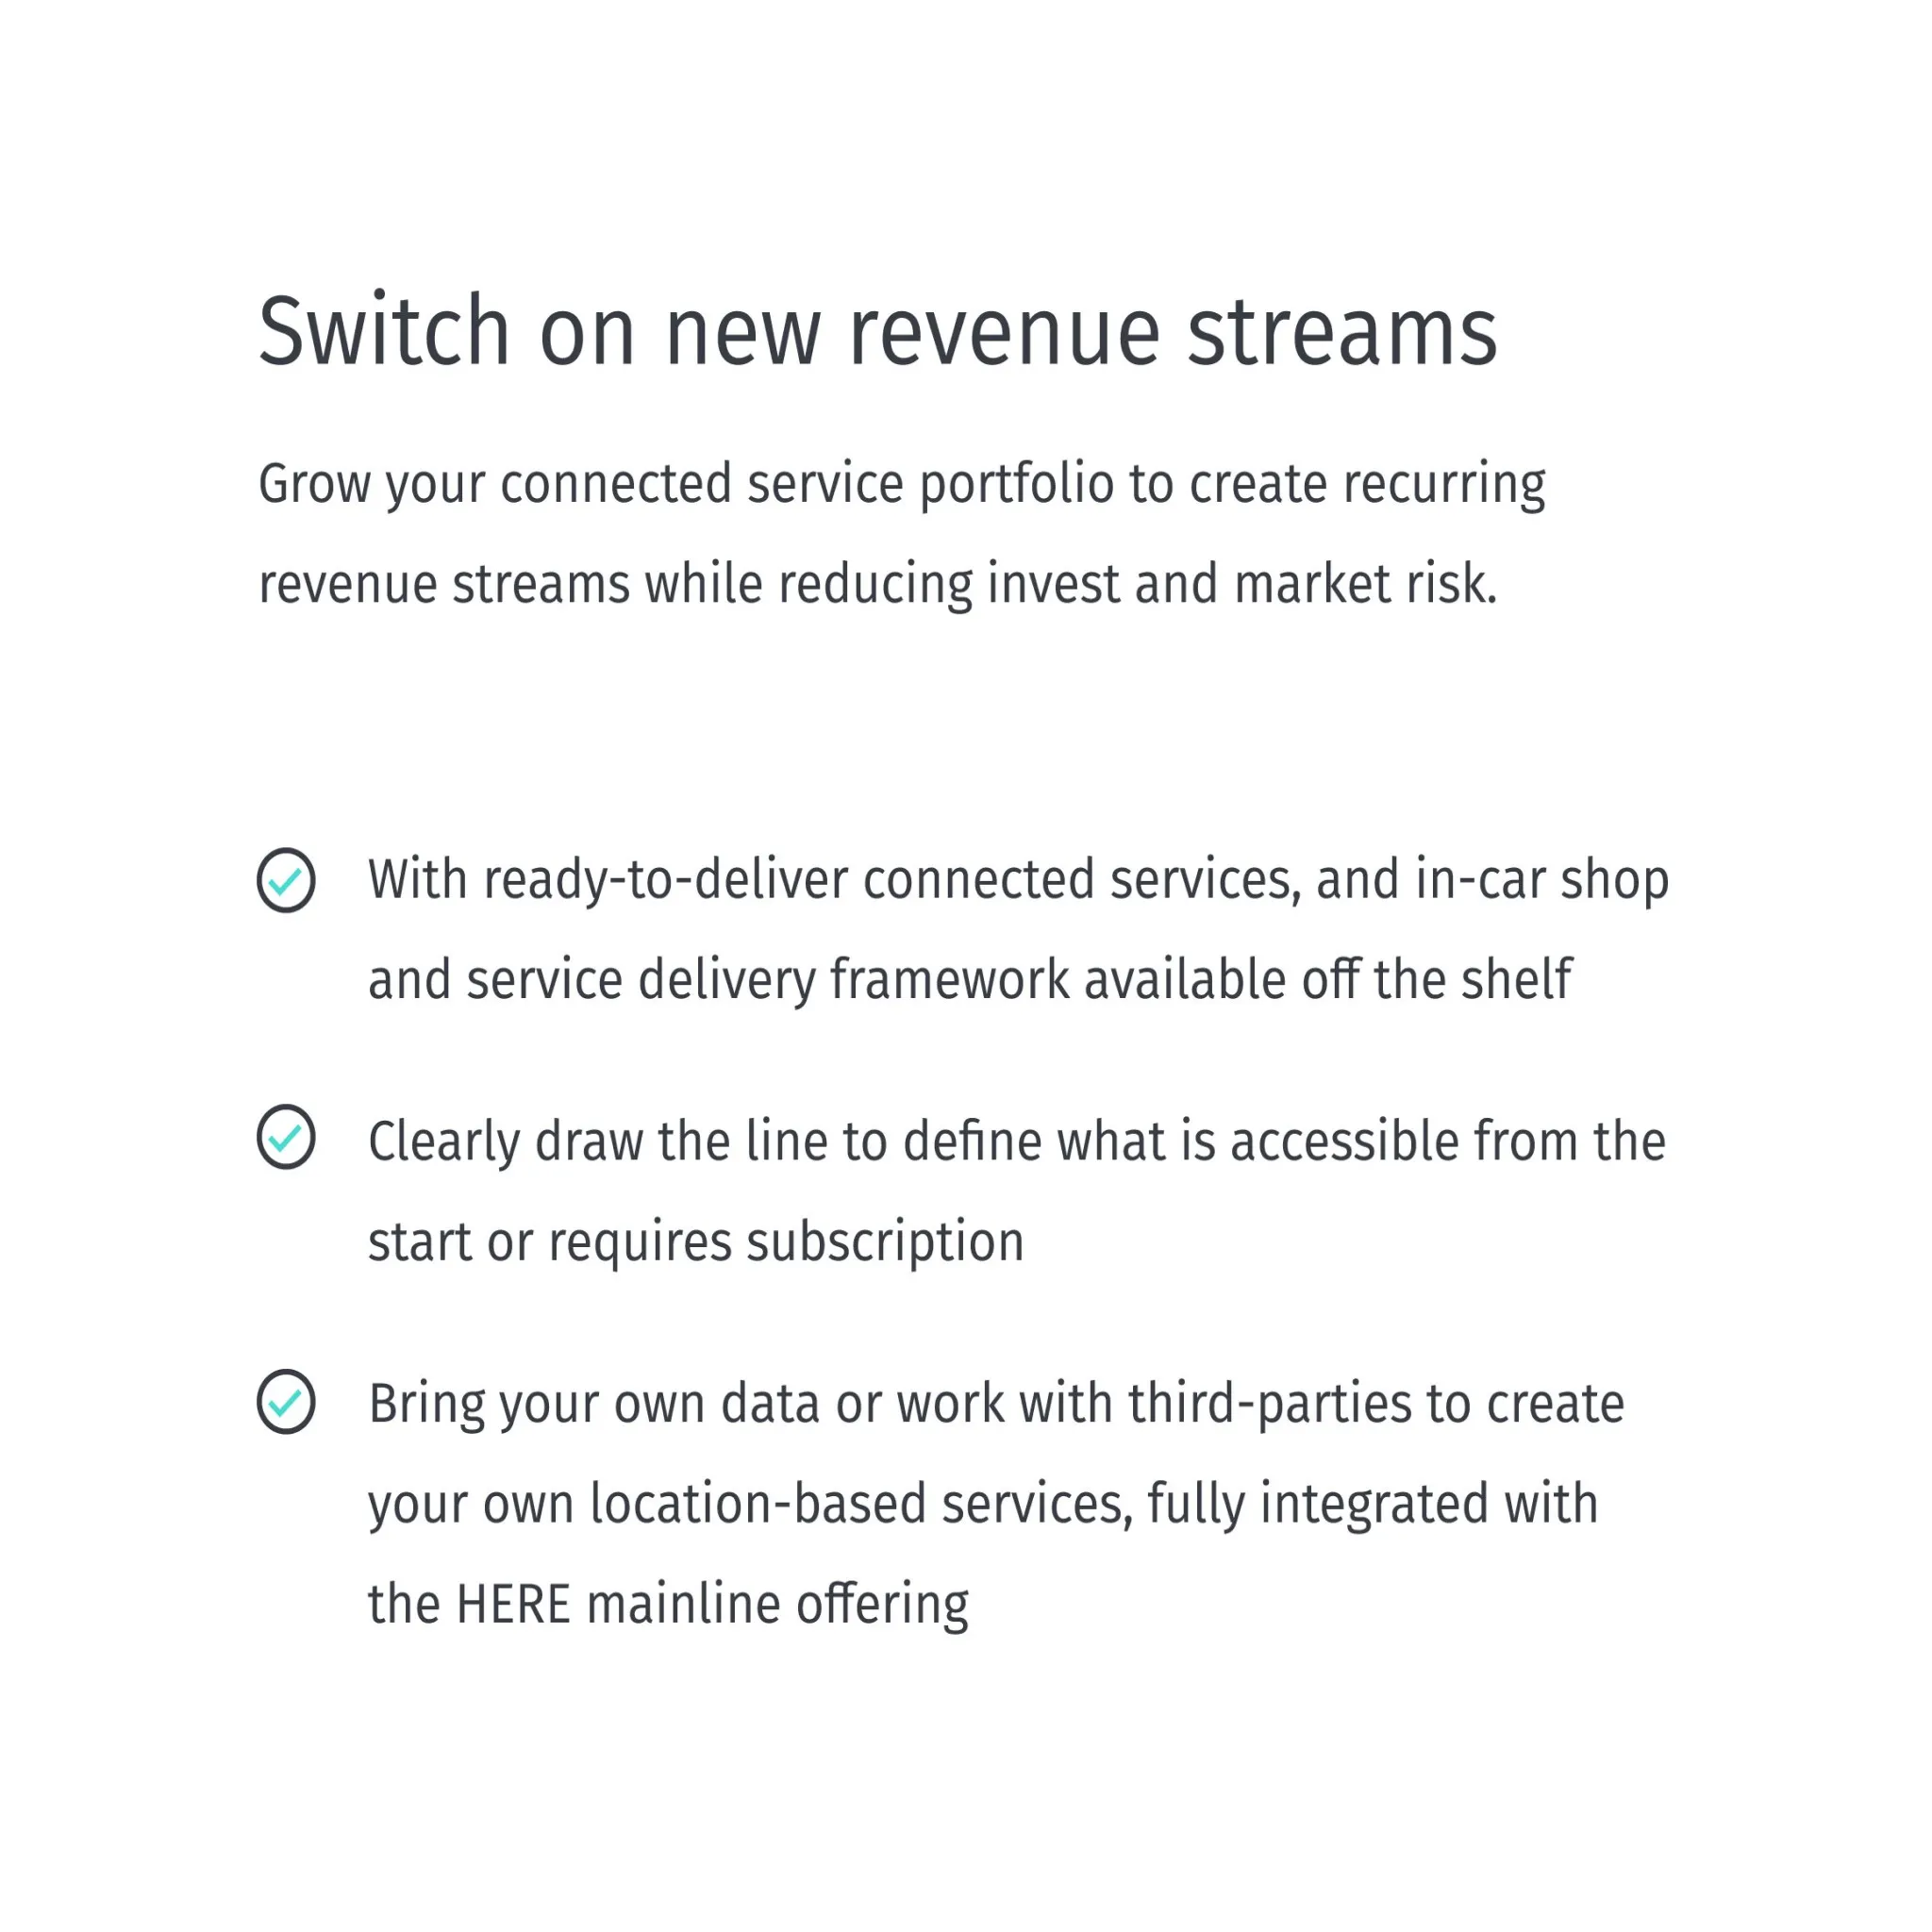 Switch on new revenue streams
Grow your connected service portfolio to create recurring
revenue streams while reducing invest and market risk.
With ready-to-deliver connected services, and in-car shop
and service delivery framework available off the shelf
Clearly draw the line to define what is accessible from the
start or requires subscription
Bring your own data or work with third-parties to create
your own location-based services, fully integrated with
the HERE mainline offering